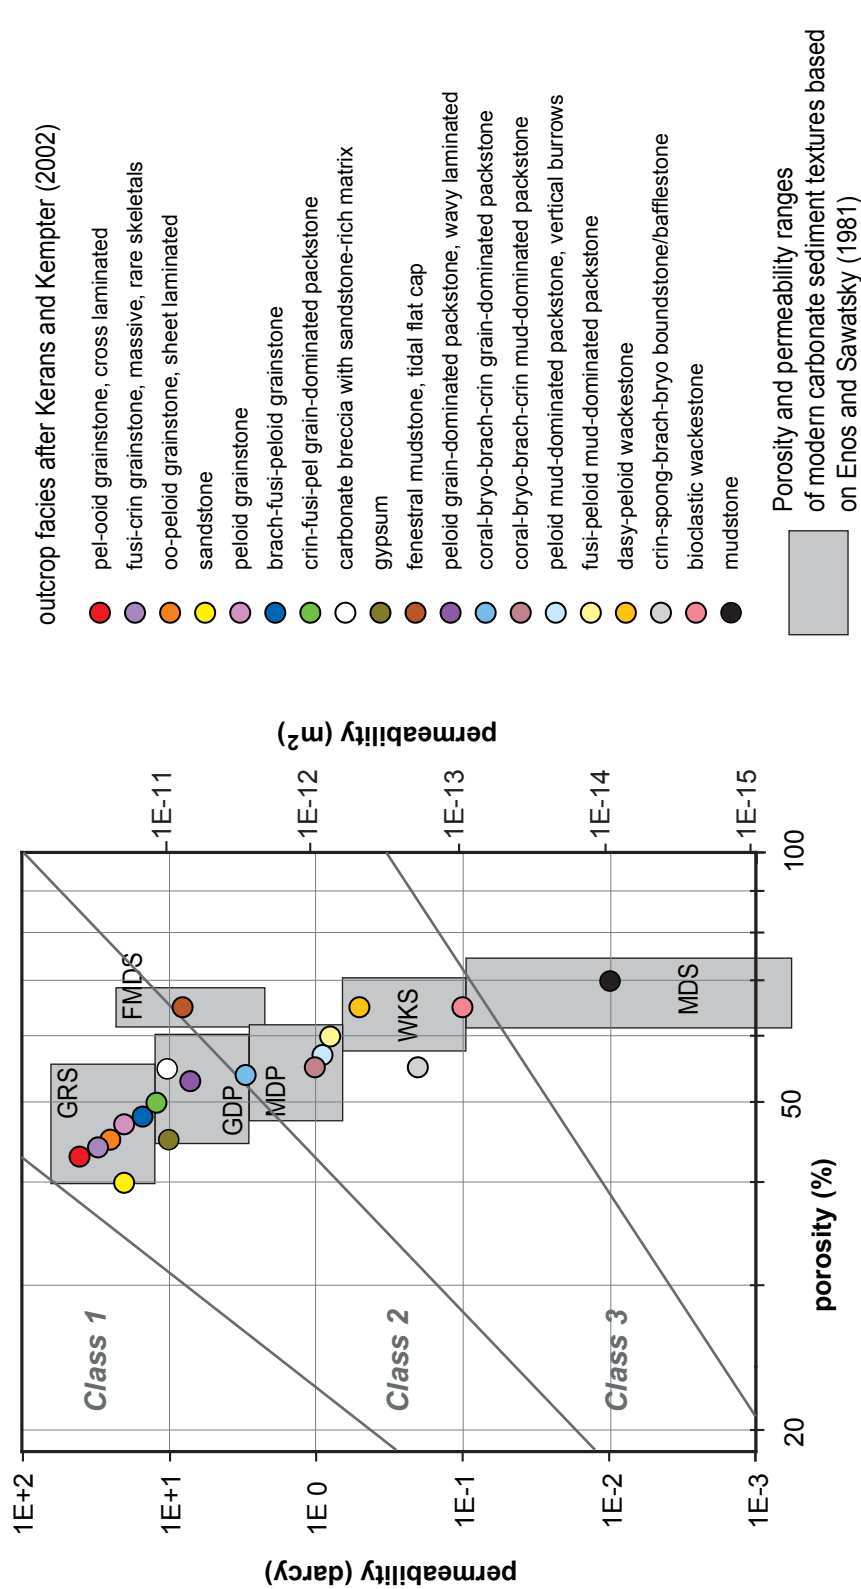 outcrop facies after Kerans and Kempter (2002)
pel-ooid grainstone, cross laminated
fusi-crin grainstone, massive, rare skeletals
oo-peloid grainstone, sheet laminated
sandstone
peloid grainstone
brach-fusi-peloid grainstone
crin-fusi-pel grain-dominated packstone
carbonate breccia with sandstone-rich matrix
gypsum
fenestral mudstone, tidal flat cap
peloid grain-dominated packstone, wavy laminated
coral-bryo-brach-crin grain-dominated packstone
coral-bryo-brach-crin mud-dominated packstone
peloid mud-dominated packstone, vertical burrows
fusi-peloid mud-dominated packstone
dasy-peloid wackestone
crin-spong-brach-bryo boundstone/bafflestone
bioclastic wackestone
mudstone
Porosity and permeability ranges
of modern carbonate sediment textures based
on Enos and Sawatsky (1981)
permeability (darcy)
1E+2
1E+1
1E 0
1E-1
1E-2
1E-3
20
50
100
porosity (%)
permeability (m²)
1E-11
1E-12
1E-13
1E-14
1E-15
Class 1
Class 2
Class 3
GRS
FMDS
GDP
MDP
WKS
MDS